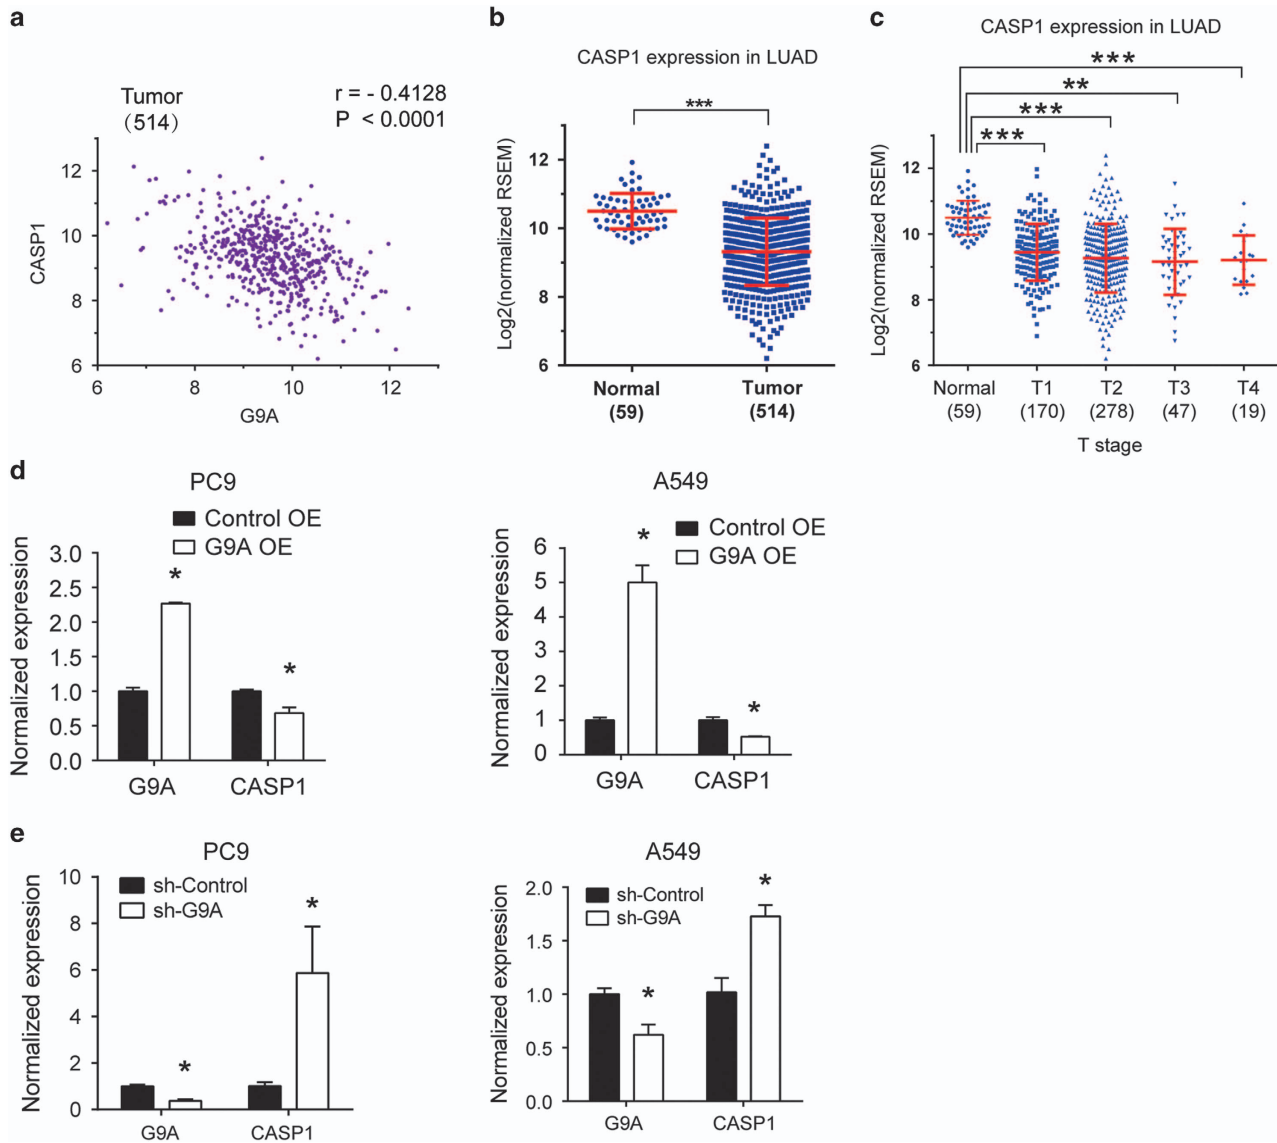 a
Tumor
(514)
r = - 0.4128
P < 0.0001
CASP1
12
10
8
6
6
8
10
12
G9A
b
CASP1 expression in LUAD
***
Log2(normalized RSEM)
12
10
8
6
Normal
(59)
Tumor
(514)
c
CASP1 expression in LUAD
***
**
***
***
Log2(normalized RSEM)
12
10
8
6
Normal
(59)
T1
(170)
T2
(278)
T3
(47)
T4
(19)
T stage
d
PC9
Control OE
G9A OE
Normalized expression
3.0
2.5
2.0
1.5
1.0
0.5
0.0
*
*
G9A
CASP1
A549
Control OE
G9A OE
Normalized expression
6
5
4
3
2
1
0
*
*
G9A
CASP1
e
PC9
sh-Control
sh-G9A
Normalized expression
10
8
6
4
2
0
*
*
G9A
CASP1
A549
sh-Control
sh-G9A
Normalized expression
2.0
1.5
1.0
0.5
0.0
*
*
G9A
CASP1